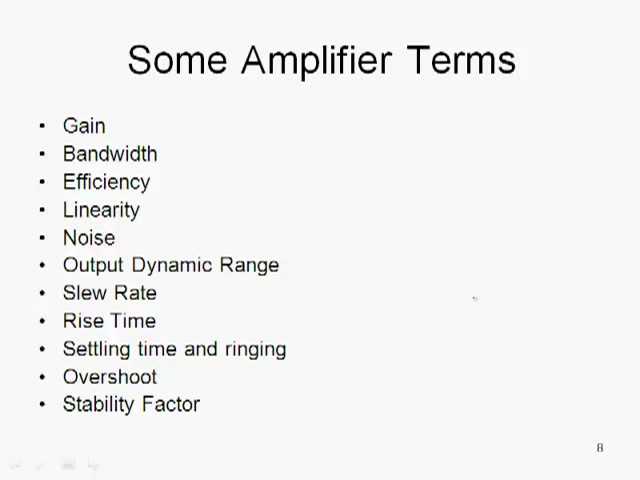 Some Amplifier Terms
• Gain
• Bandwidth
• Efficiency
• Linearity
• Noise
• Output Dynamic Range
• Slew Rate
• Rise Time
• Settling time and ringing
• Overshoot
• Stability Factor
8